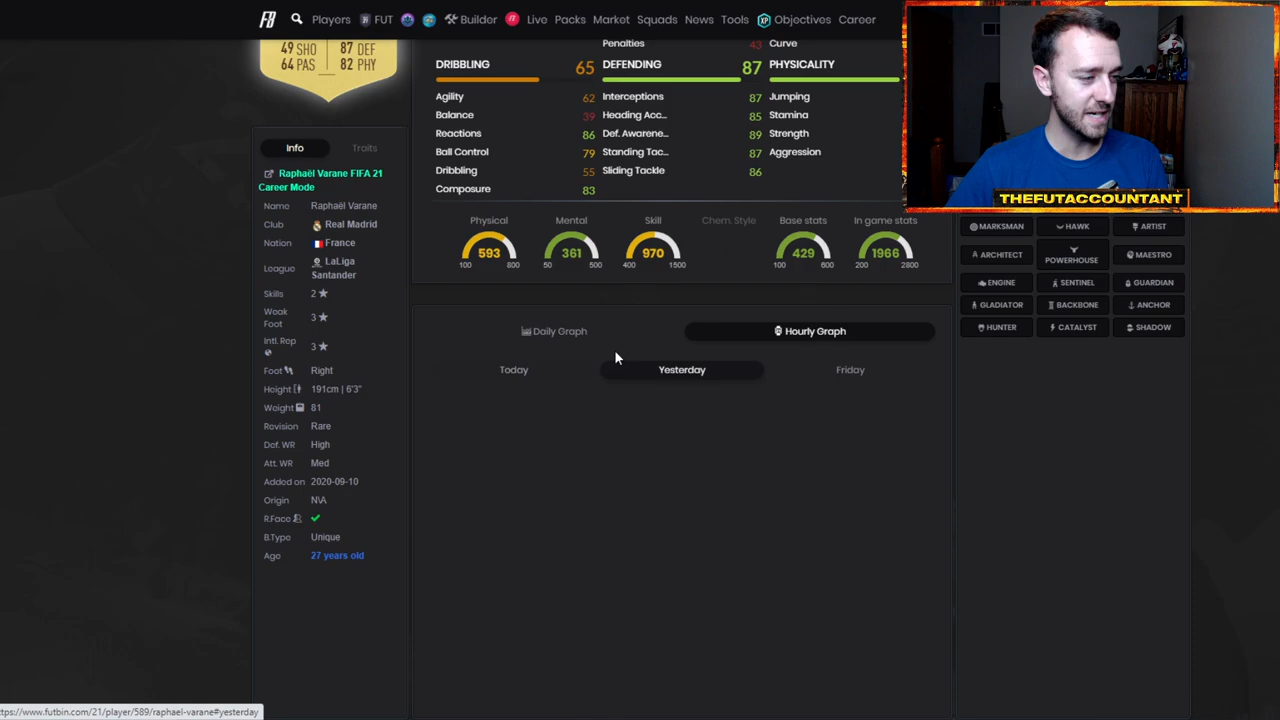 FB Players FUT Builder Live Packs Market Squads News Tools XP Objectives Career
49 SHO 87 DEF
64 PAS 82 PHY
Penalties 43 Curve
DRIBBLING 65 DEFENDING 87 PHYSICALITY
Agility 62 Interceptions 87 Jumping
Balance 39 Heading Acc... 85 Stamina
Reactions 86 Def. Awarene... 89 Strength
Ball Control 79 Standing Tac... 87 Aggression
Dribbling 55 Sliding Tackle 86
Composure 83
THEFUTACCOUNTANT
Info Traits
Raphaël Varane FIFA 21
Career Mode
Name Raphaël Varane
Club Real Madrid
Nation France
League LaLiga
Santander
Skills 2
Weak
Foot 3
Intl. Rep 3
Foot Right
Height 191cm | 6'3"
Weight 81
Revision Rare
Def. WR High
Att. WR Med
Added on 2020-09-10
Origin N\A
R.Face
B.Type Unique
Age 27 years old
Physical Mental Skill Chem. Style Base stats In game stats
593 361 970 429 1966
100 800 50 500 400 1500 100 600 200 2800
Daily Graph Hourly Graph
Today Yesterday Friday
MARKSMAN HAWK ARTIST
ARCHITECT POWERHOUSE MAESTRO
ENGINE SENTINEL GUARDIAN
GLADIATOR BACKBONE ANCHOR
HUNTER CATALYST SHADOW
ttps://www.futbin.com/21/player/589/raphael-varane#yesterday